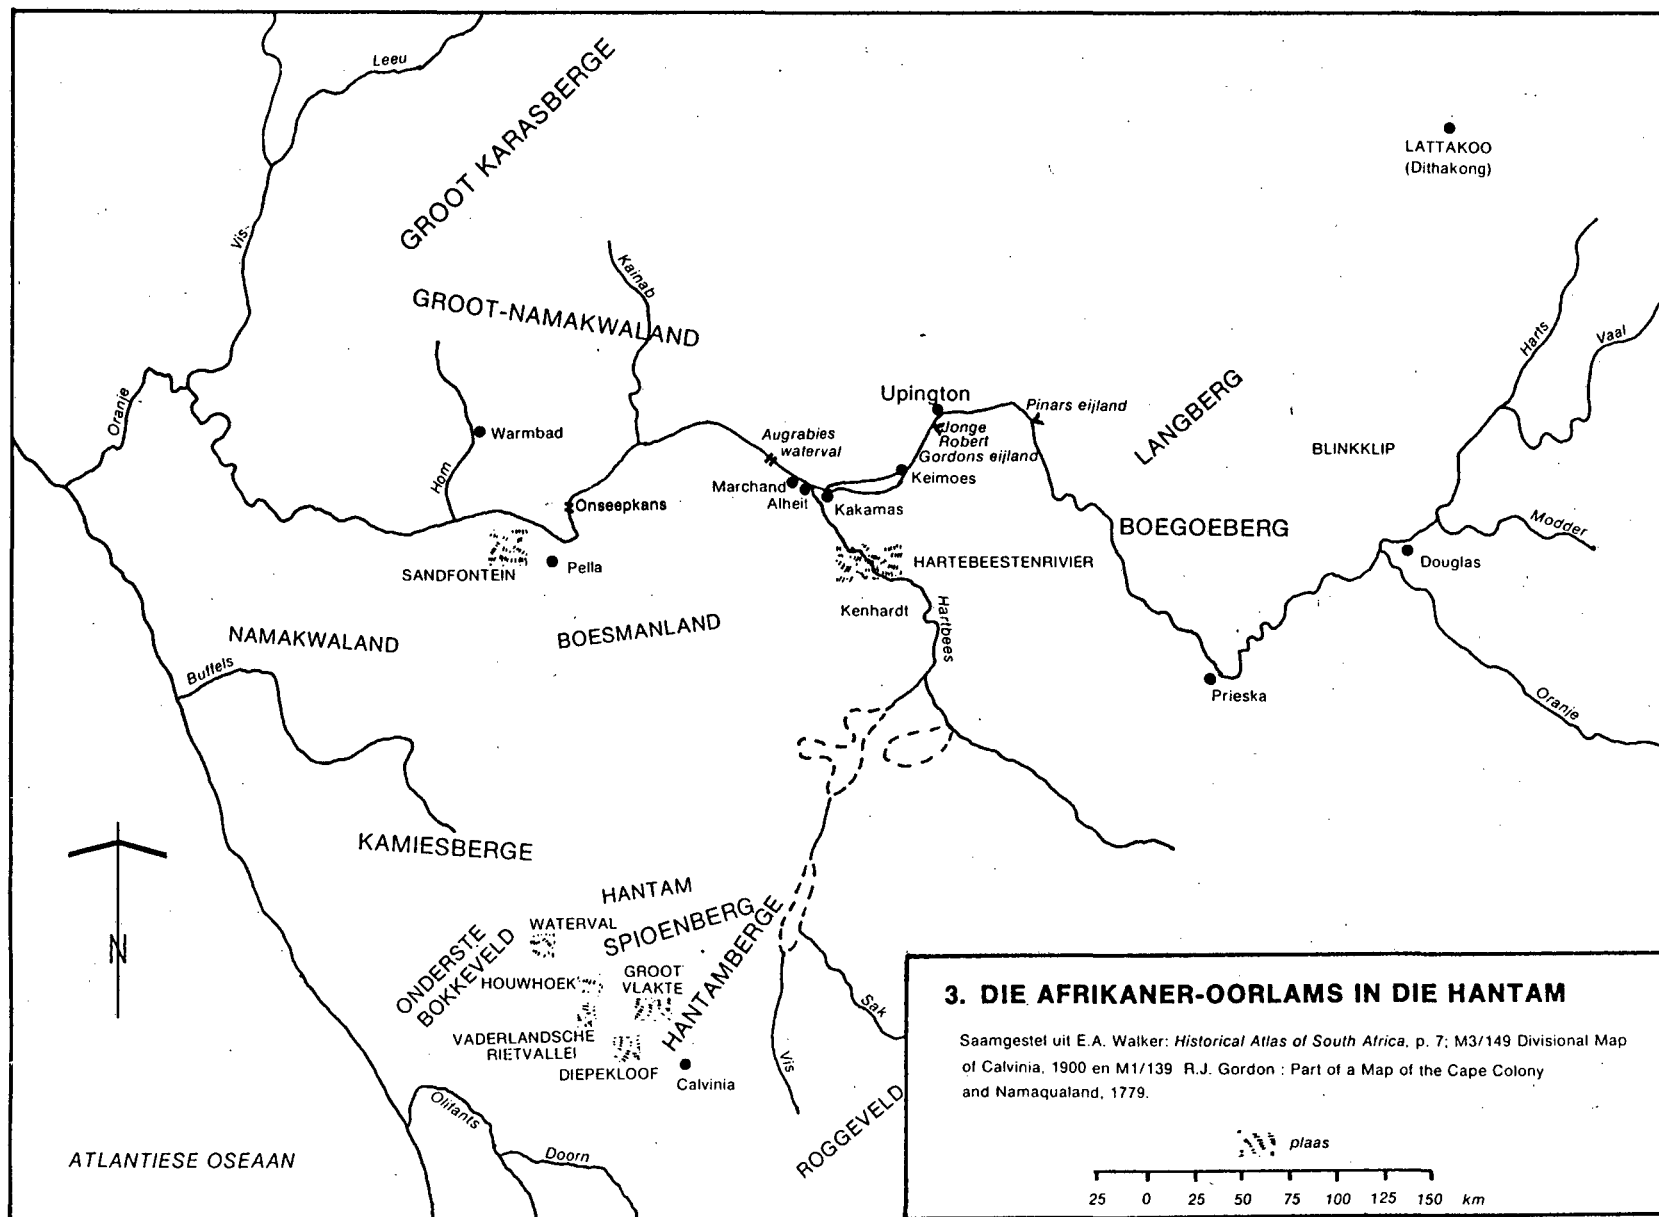 Leeu
GROOT KARASBERGE
LATTAKOO
(Dithakong)
Vis
Kainab
GROOT-NAMAKWALAND
Harts
Vaal
Oranje
Upington
Pinars eijland
LANGBERG
Jonge
Robert
Gordons eijland
Augrabies
waterval
BLINKKLIP
Warmbad
Hom
Marchand
Alheit
Keimoes
Kakamas
Onseepkans
BOEGOEBERG
Modder
SANDFONTEIN
Pella
HARTEBEESTENRIVIER
Douglas
Kenhardt
Hartbees
NAMAKWALAND
BOESMANLAND
Buffels
Prieska
Oranje
KAMIESBERGE
HANTAM
SPIOENBERG
WATERVAL
ONDERSTE
BOKKEVELD
HOUWHOEK
GROOT
VLAKTE
HANTAMBERGE
VADERLANDSCHE
RIETVALLEI
DIEPEKLOOF
Calvinia
Sak
Vis
ROGGEVELD
N
Olifants
Doorn
ATLANTIESE OSEAAN
3. DIE AFRIKANER-OORLAMS IN DIE HANTAM
Saamgestel uit E.A. Walker: Historical Atlas of South Africa, p. 7; M3/149 Divisional Map
of Calvinia, 1900 en M1/139 R.J. Gordon : Part of a Map of the Cape Colony
and Namaqualand, 1779.
plaas
25 0 25 50 75 100 125 150 km